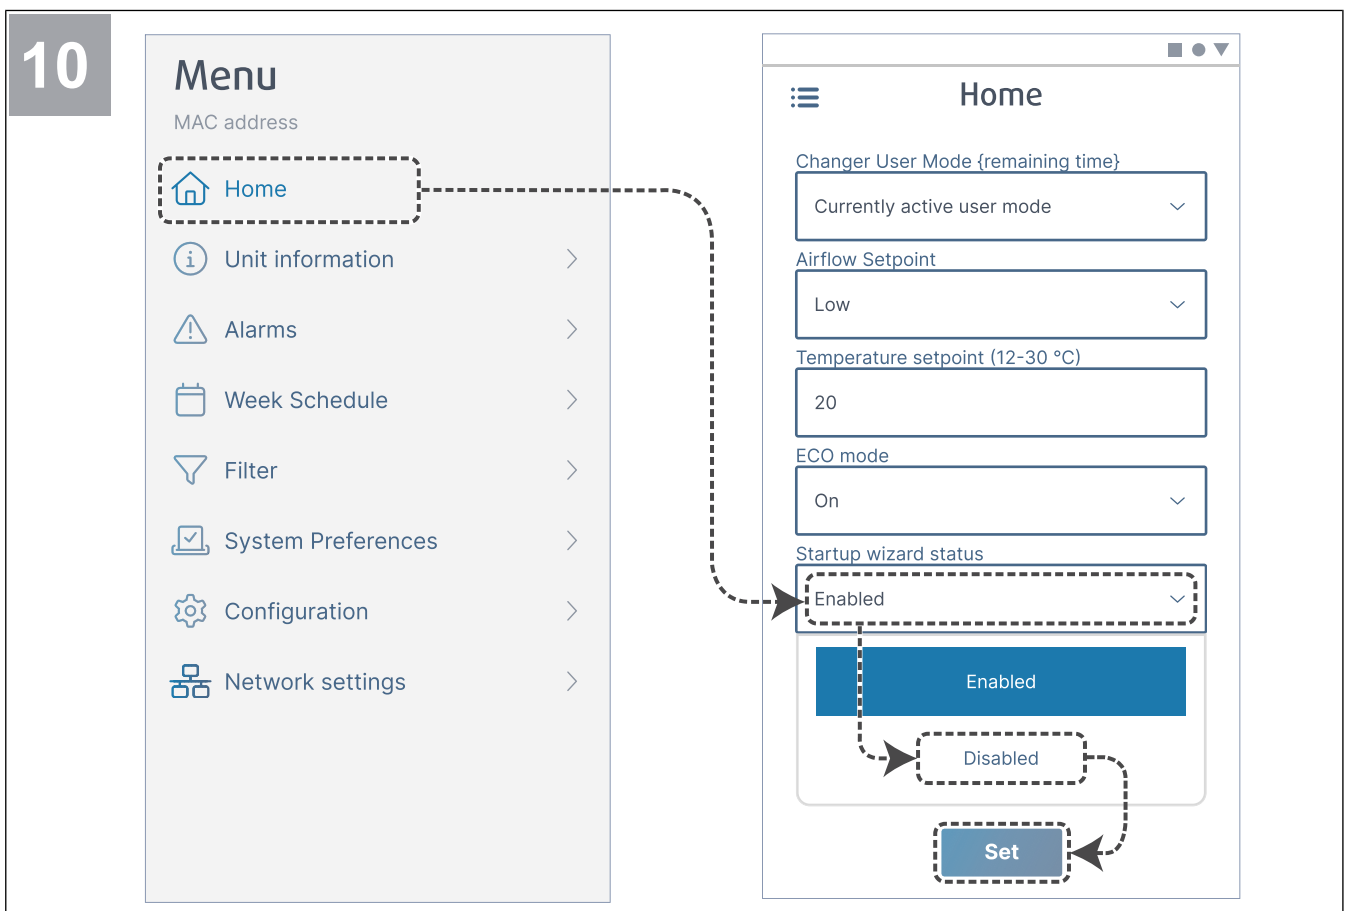 10
Menu
MAC address
Home
Unit information
Alarms
Week Schedule
Filter
System Preferences
Configuration
Network settings
Home
Changer User Mode {remaining time}
Currently active user mode
Airflow Setpoint
Low
Temperature setpoint (12-30 °C)
20
ECO mode
On
Startup wizard status
Enabled
Enabled
Disabled
Set